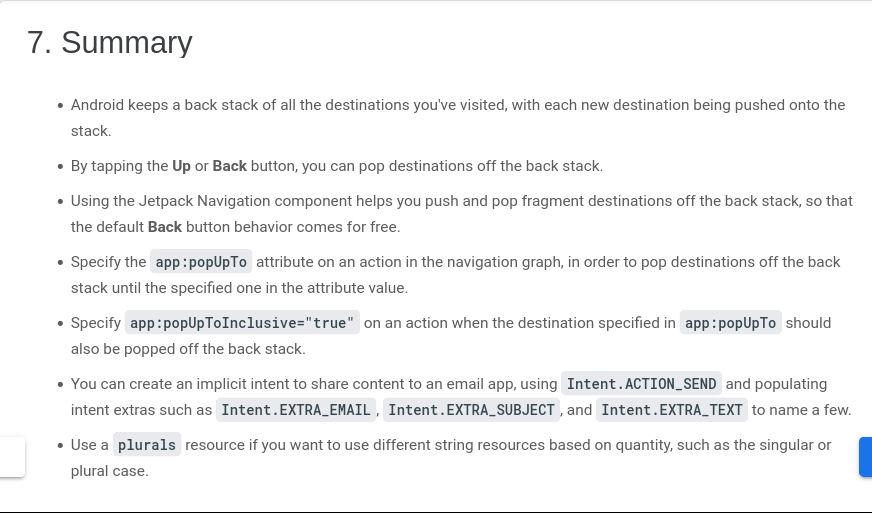 7. Summary
• Android keeps a back stack of all the destinations you've visited, with each new destination being pushed onto the
stack.
• By tapping the Up or Back button, you can pop destinations off the back stack.
• Using the Jetpack Navigation component helps you push and pop fragment destinations off the back stack, so that
the default Back button behavior comes for free.
• Specify the app:popUpTo attribute on an action in the navigation graph, in order to pop destinations off the back
stack until the specified one in the attribute value.
• Specify app:popUpToInclusive="true" on an action when the destination specified in app:popUpTo should
also be popped off the back stack.
• You can create an implicit intent to share content to an email app, using Intent.ACTION_SEND and populating
intent extras such as Intent.EXTRA_EMAIL, Intent.EXTRA_SUBJECT, and Intent.EXTRA_TEXT to name a few.
• Use a plurals resource if you want to use different string resources based on quantity, such as the singular or
plural case.